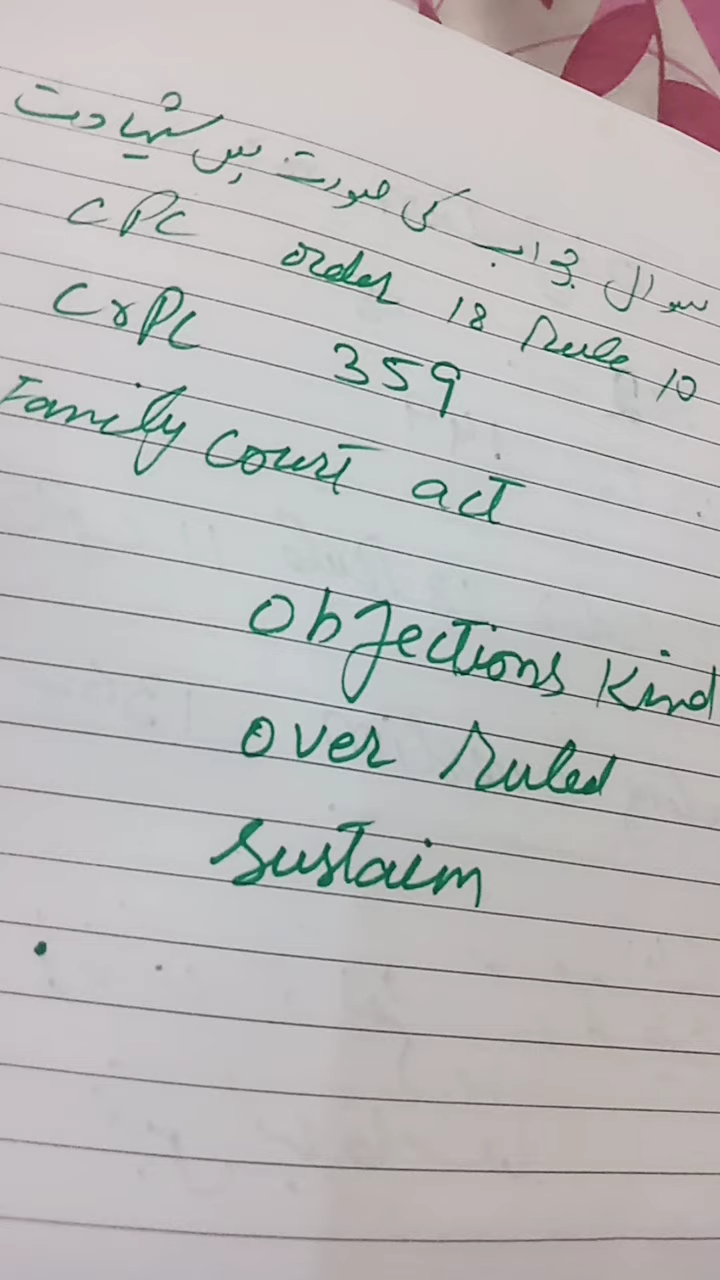 سوال جواب کی صورت میں شہادت
CPC order 18 Rule 10
CrPC 359
Family court act
Objections kind
over ruled
sustaim